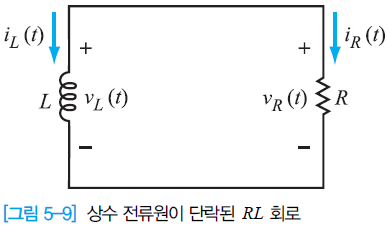 i_L (t)
i_R (t)
+
+
L
v_L (t)
v_R (t)
R
−
−
[그림 5-9] 상수 전류원이 단락된 RL 회로